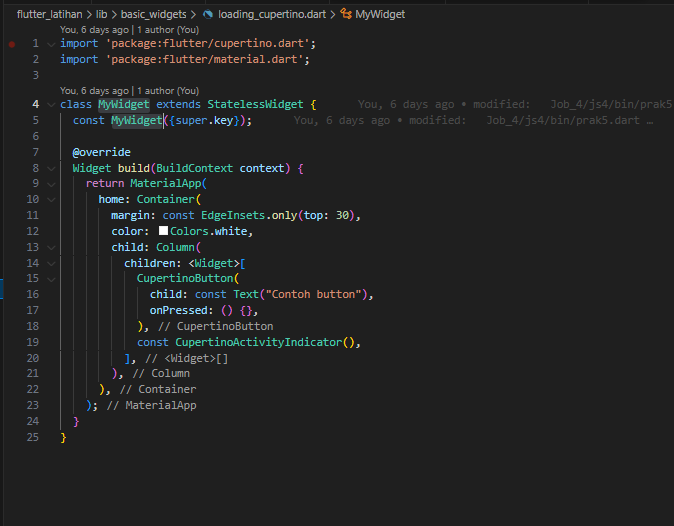 flutter_latihan > lib > basic_widgets > loading_cupertino.dart > MyWidget
You, 6 days ago | 1 author (You)
1 import 'package:flutter/cupertino.dart';
2 import 'package:flutter/material.dart';
3
You, 6 days ago | 1 author (You)
4 class MyWidget extends StatelessWidget { You, 6 days ago • modified: Job_4/js4/bin/prak5
5 const MyWidget({super.key}); You, 6 days ago • modified: Job_4/js4/bin/prak5.dart …
6
7 @override
8 Widget build(BuildContext context) {
9 return MaterialApp(
10 home: Container(
11 margin: const EdgeInsets.only(top: 30),
12 color: Colors.white,
13 child: Column(
14 children: <Widget>[
15 CupertinoButton(
16 child: const Text("Contoh button"),
17 onPressed: () {},
18 ), // CupertinoButton
19 const CupertinoActivityIndicator(),
20 ], // <Widget>[]
21 ), // Column
22 ), // Container
23 ); // MaterialApp
24 }
25 }